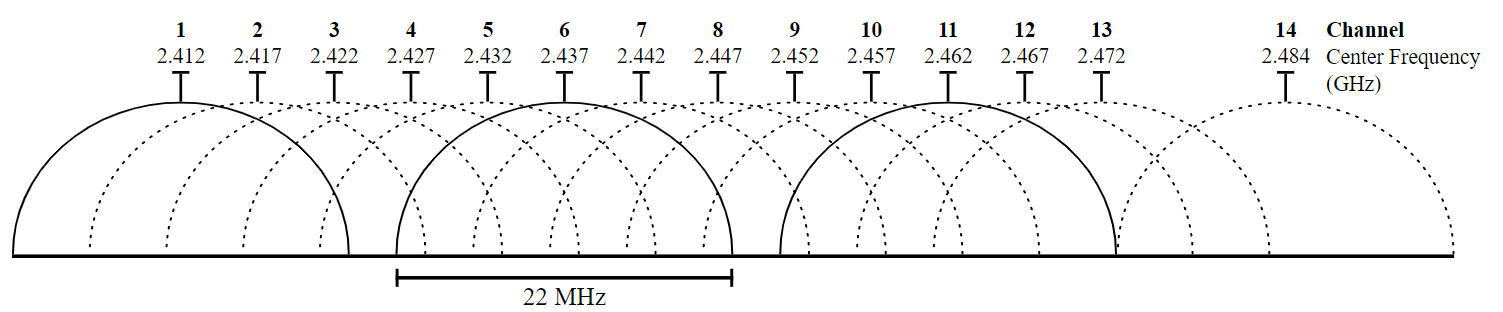 1 2 3 4 5 6 7 8 9 10 11 12 13 14 Channel
2.412 2.417 2.422 2.427 2.432 2.437 2.442 2.447 2.452 2.457 2.462 2.467 2.472 2.484 Center Frequency
(GHz)
22 MHz